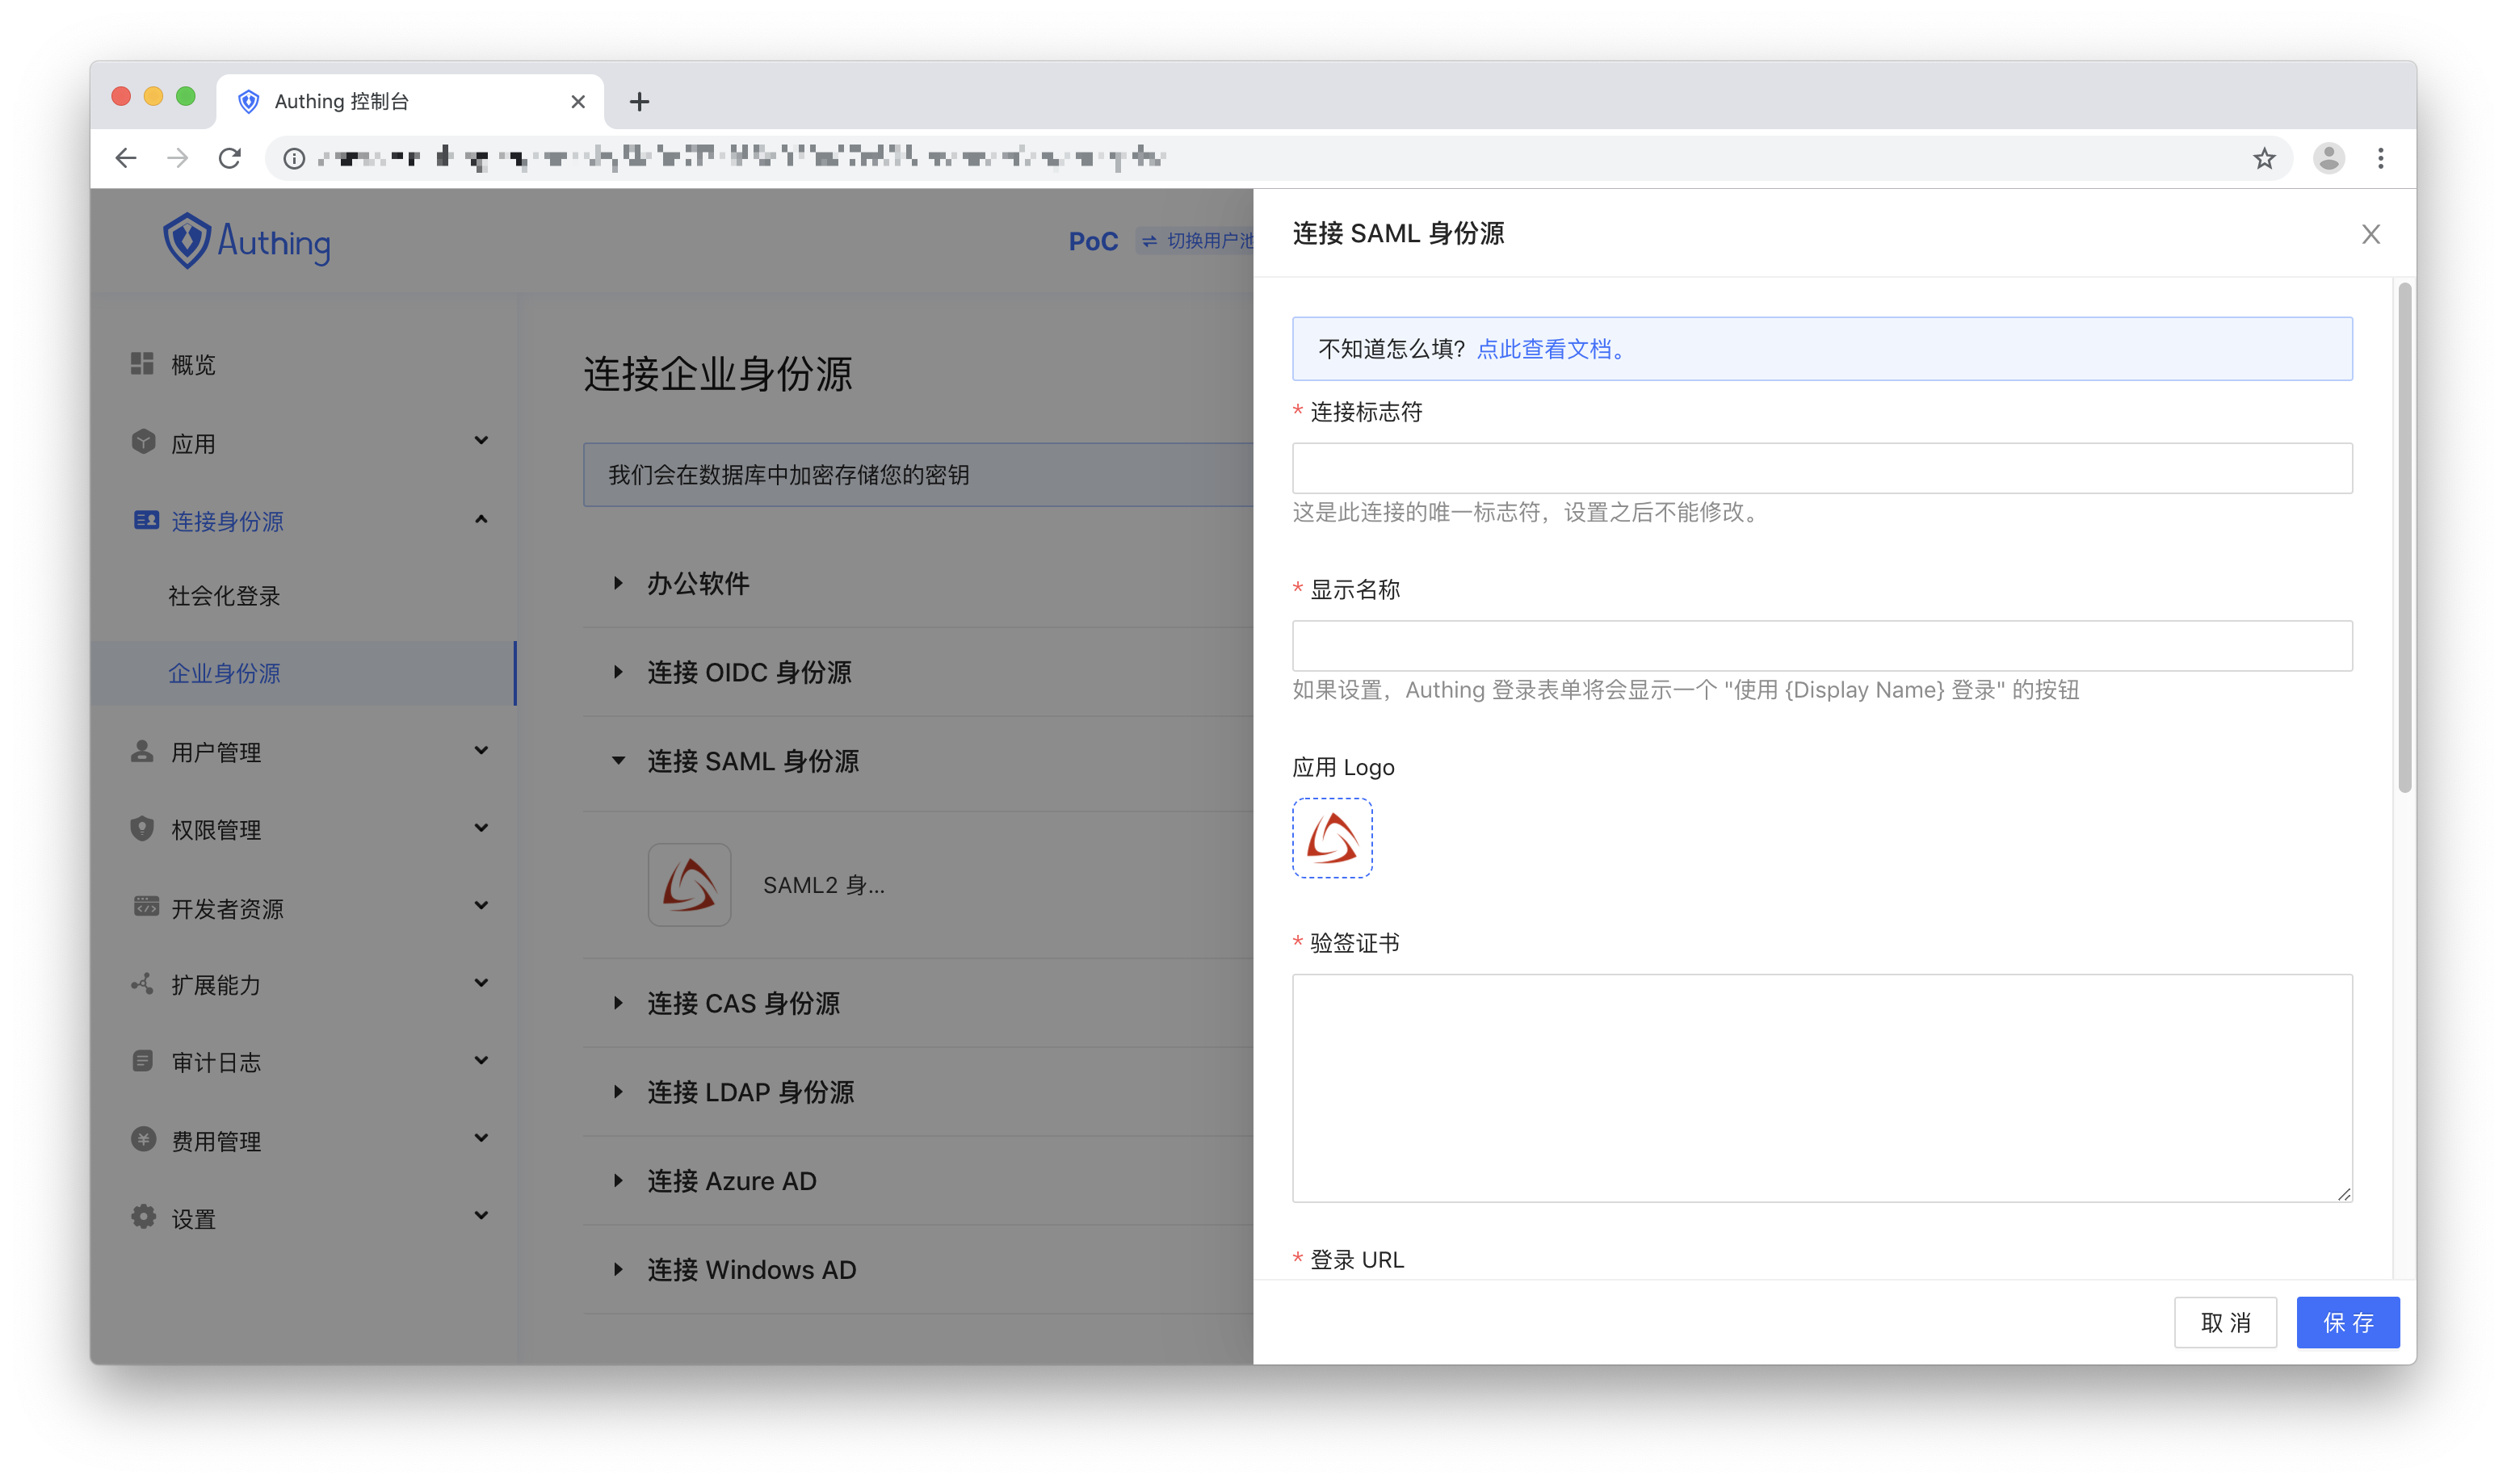 Authing 控制台
Authing
PoC
切换用户池
概览
应用
连接身份源
社会化登录
企业身份源
用户管理
权限管理
开发者资源
扩展能力
审计日志
费用管理
设置
连接企业身份源
我们会在数据库中加密存储您的密钥
办公软件
连接 OIDC 身份源
连接 SAML 身份源
SAML2 身...
连接 CAS 身份源
连接 LDAP 身份源
连接 Azure AD
连接 Windows AD
连接 SAML 身份源
不知道怎么填？点此查看文档。
* 连接标志符
这是此连接的唯一标志符，设置之后不能修改。
* 显示名称
如果设置，Authing 登录表单将会显示一个 "使用 {Display Name} 登录" 的按钮
应用 Logo
* 验签证书
* 登录 URL
取 消
保 存